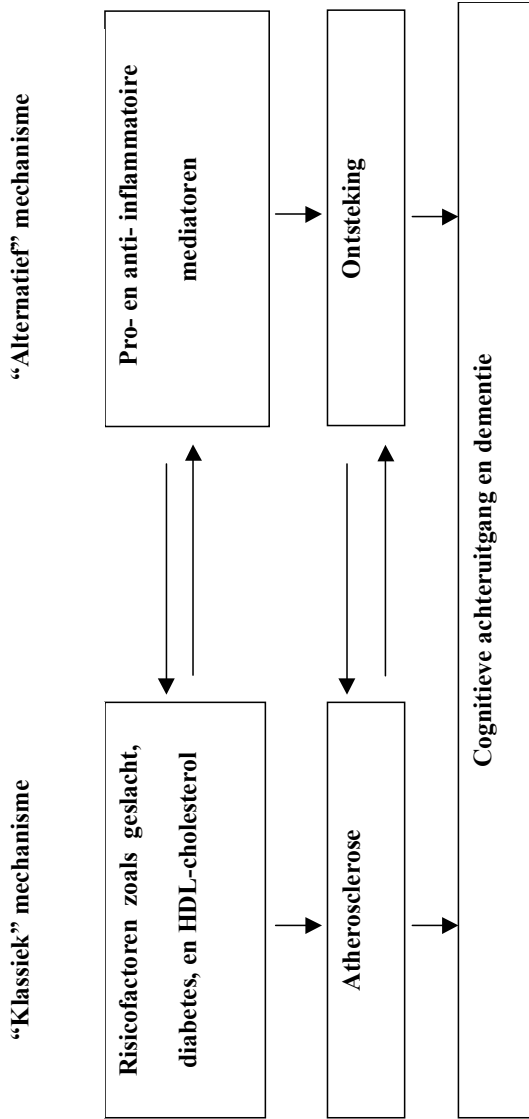 “Klassiek” mechanisme
“Alternatief” mechanisme
Risicofactoren zoals geslacht,
diabetes, en HDL-cholesterol
Pro- en anti- inflammatoire
mediatoren
Atherosclerose
Ontsteking
Cognitieve achteruitgang en dementie